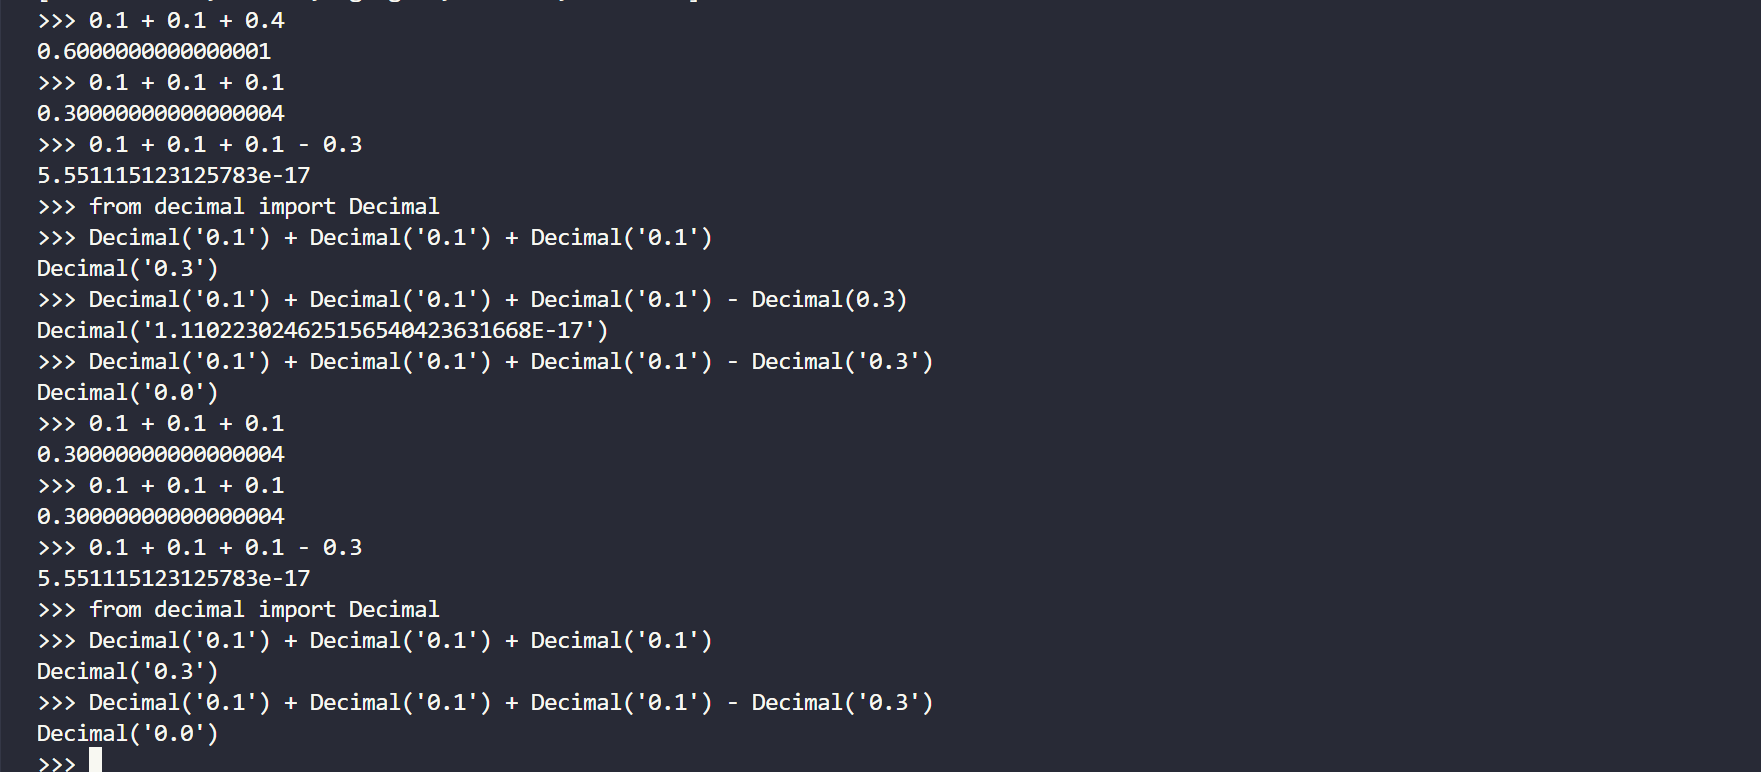 >>> 0.1 + 0.1 + 0.4
0.6000000000000001
>>> 0.1 + 0.1 + 0.1
0.30000000000000004
>>> 0.1 + 0.1 + 0.1 - 0.3
5.551115123125783e-17
>>> from decimal import Decimal
>>> Decimal('0.1') + Decimal('0.1') + Decimal('0.1')
Decimal('0.3')
>>> Decimal('0.1') + Decimal('0.1') + Decimal('0.1') - Decimal(0.3)
Decimal('1.110223024625156540423631668E-17')
>>> Decimal('0.1') + Decimal('0.1') + Decimal('0.1') - Decimal('0.3')
Decimal('0.0')
>>> 0.1 + 0.1 + 0.1
0.30000000000000004
>>> 0.1 + 0.1 + 0.1
0.30000000000000004
>>> 0.1 + 0.1 + 0.1 - 0.3
5.551115123125783e-17
>>> from decimal import Decimal
>>> Decimal('0.1') + Decimal('0.1') + Decimal('0.1')
Decimal('0.3')
>>> Decimal('0.1') + Decimal('0.1') + Decimal('0.1') - Decimal('0.3')
Decimal('0.0')
>>>